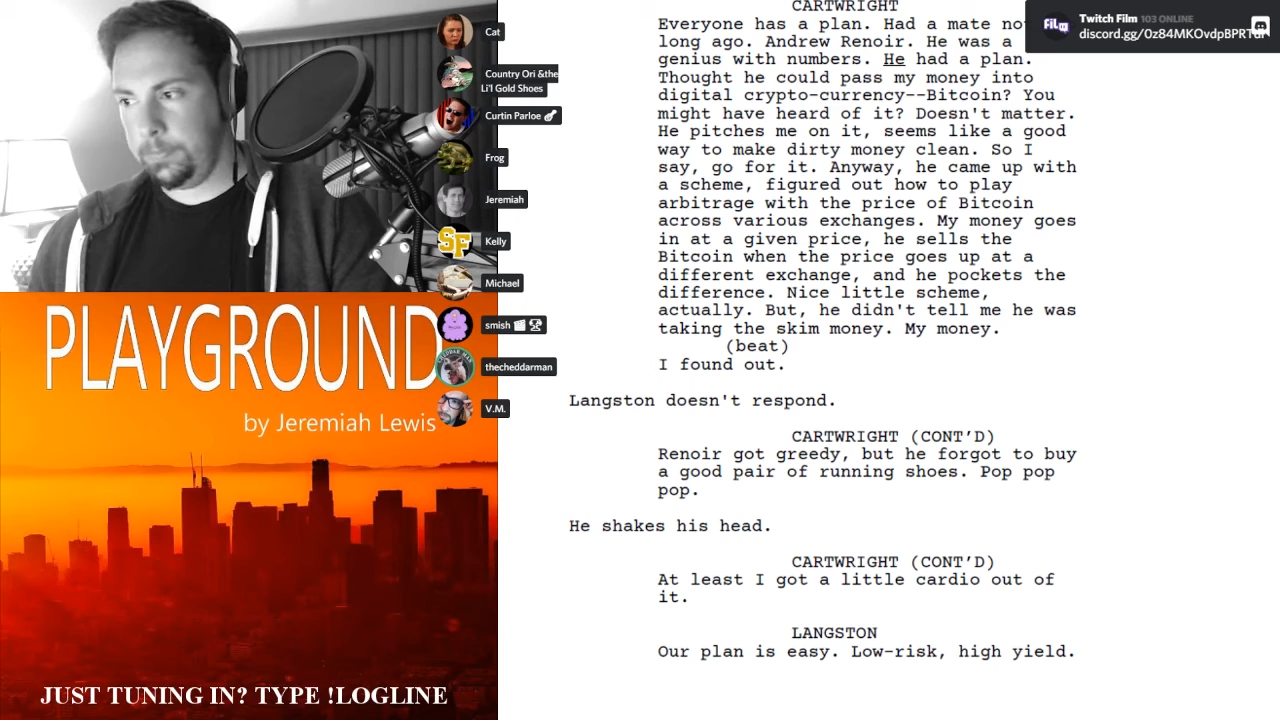 Cat
Country Ori &the
Li'l Gold Shoes
Curtin Parloe
Frog
Jeremiah
Kelly
SF
Michael
smish
thecheddarman
V.M.
PLAYGROUND
by Jeremiah Lewis
JUST TUNING IN? TYPE !LOGLINE
Twitch Film 103 ONLINE
CARTWRIGHT
Everyone has a plan. Had a mate
long ago. Andrew Renoir. He was a
genius with numbers. He had a plan.
Thought he could pass my money into
digital crypto-currency--Bitcoin? You
might have heard of it? Doesn't matter.
He pitches me on it, seems like a good
way to make dirty money clean. So I
say, go for it. Anyway, he came up with
a scheme, figured out how to play
arbitrage with the price of Bitcoin
across various exchanges. My money goes
in at a given price, he sells the
Bitcoin when the price goes up at a
different exchange, and he pockets the
difference. Nice little scheme,
actually. But, he didn't tell me he was
taking the skim money. My money.
(beat)
I found out.
Langston doesn't respond.
CARTWRIGHT (CONT'D)
Renoir got greedy, but he forgot to buy
a good pair of running shoes. Pop pop
pop.
He shakes his head.
CARTWRIGHT (CONT'D)
At least I got a little cardio out of
it.
LANGSTON
Our plan is easy. Low-risk, high yield.